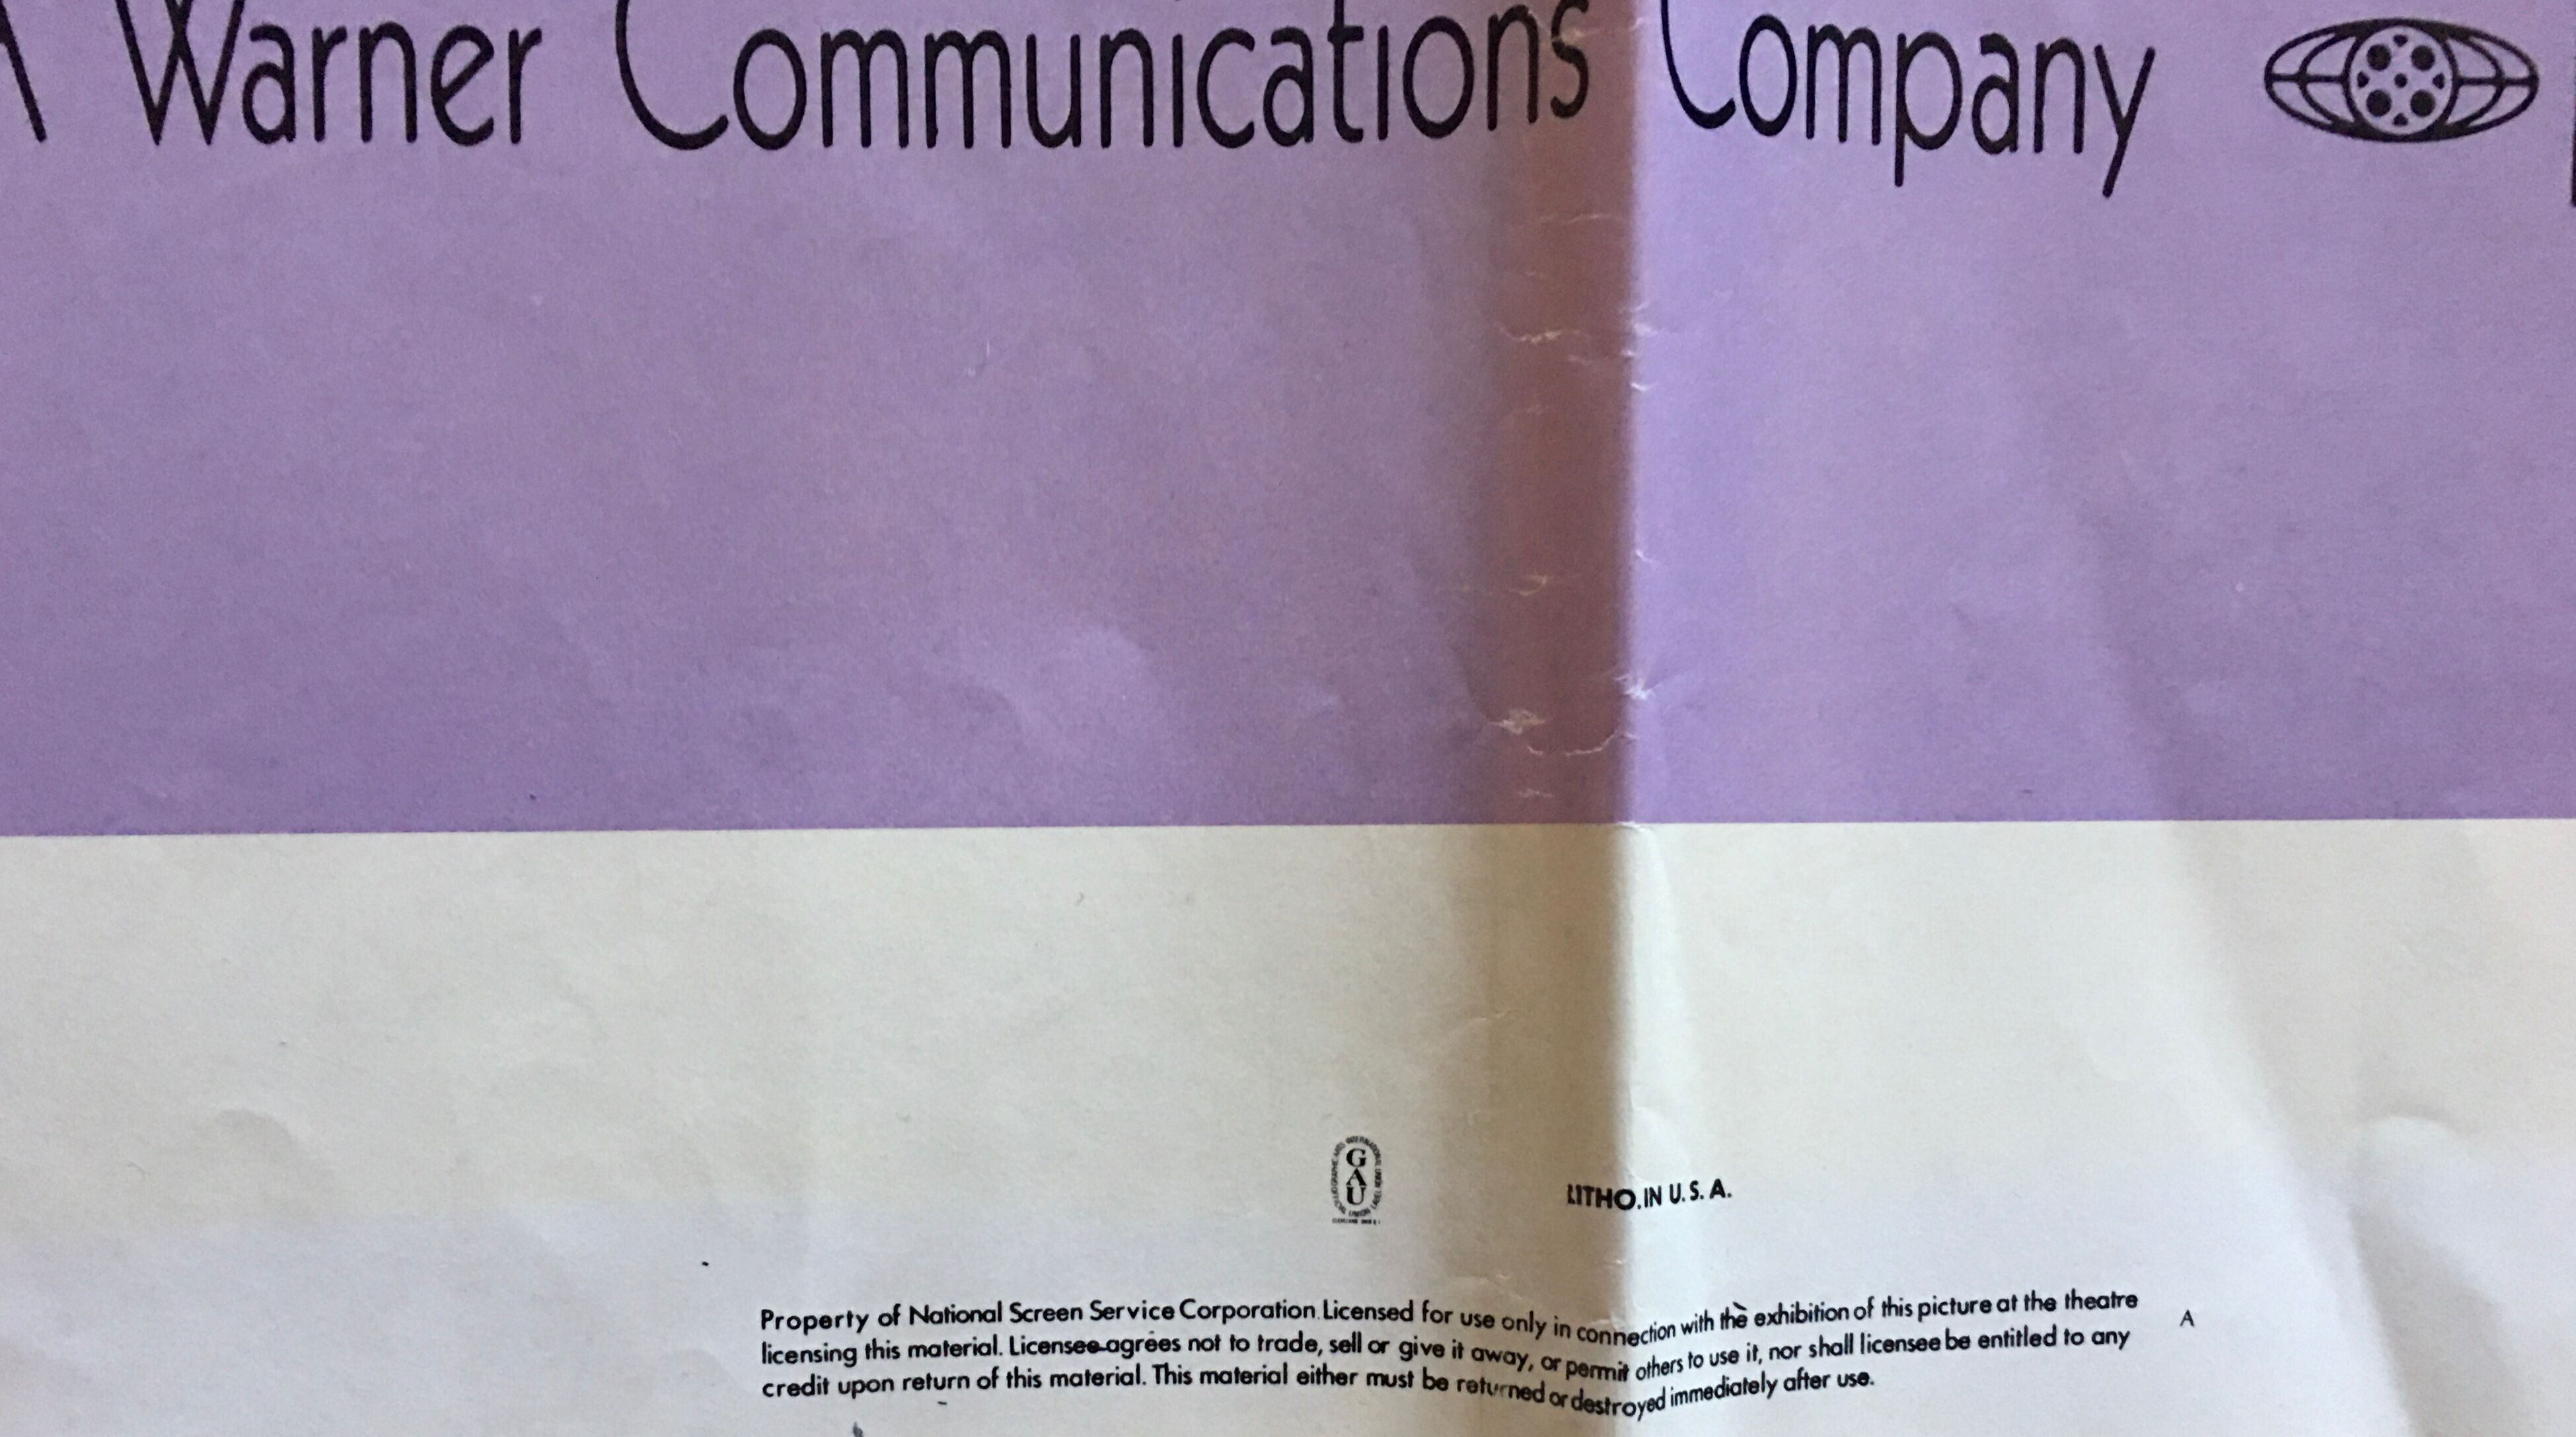 Warner Communications Company
G
A
U
LITHO. IN U. S. A.
Property of National Screen Service Corporation. Licensed for use only in connection with the exhibition of this picture at the theatre
licensing this material. Licensee agrees not to trade, sell or give it away, or permit others to use it, nor shall licensee be entitled to any
credit upon return of this material. This material either must be returned or destroyed immediately after use.
A